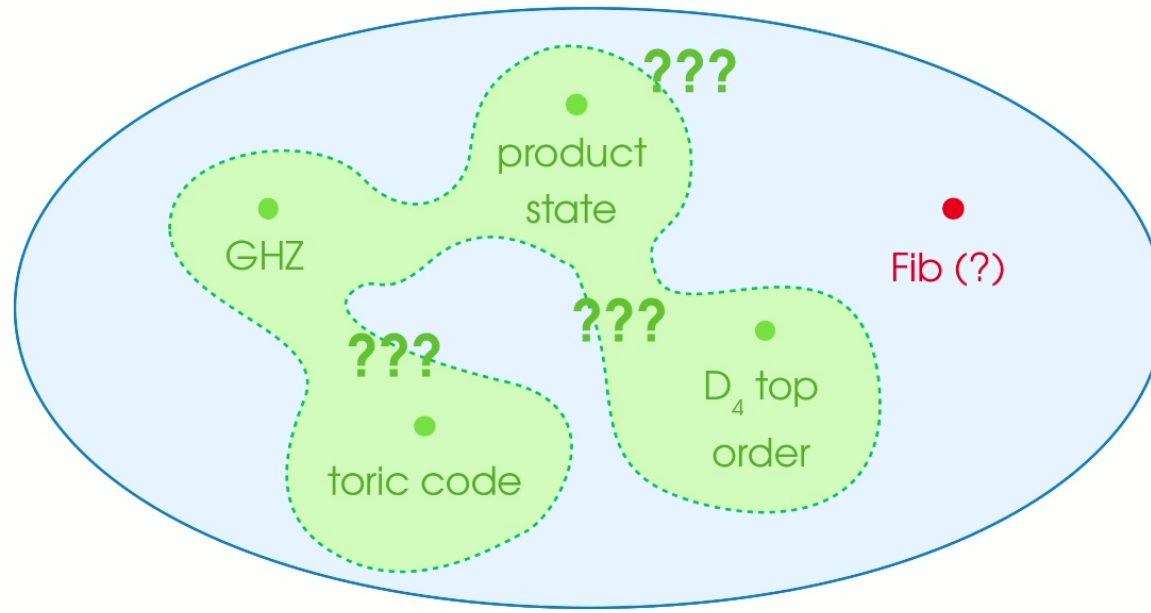 ???
product
state
GHZ
Fib (?)
???
???
D₄ top
order
toric code